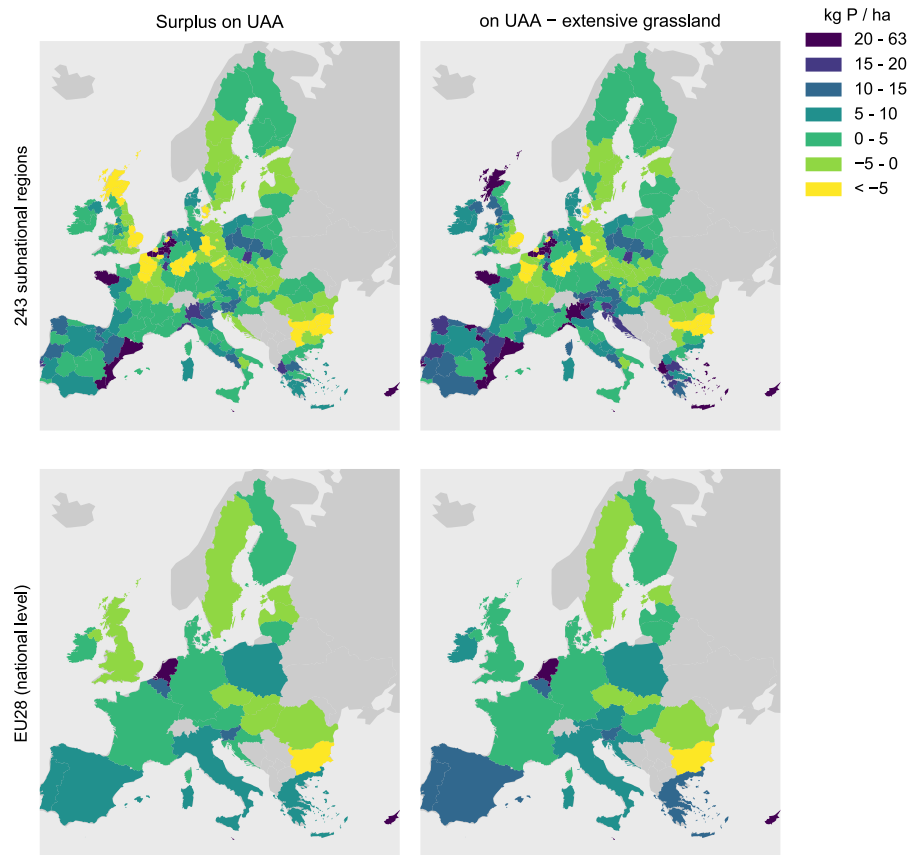 Surplus on UAA
on UAA − extensive grassland
kg P / ha
20 - 63
15 - 20
10 - 15
5 - 10
0 - 5
−5 - 0
< −5
243 subnational regions
EU28 (national level)